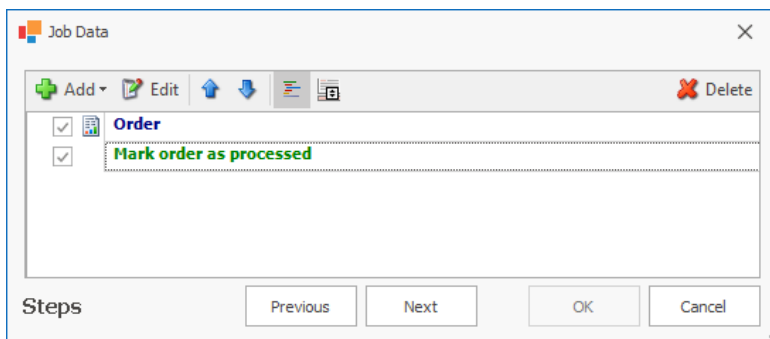 Job Data
Add Edit Delete
Order
Mark order as processed
Steps Previous Next OK Cancel